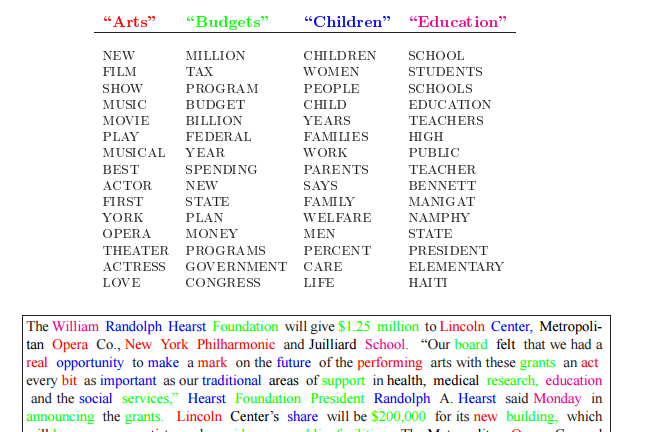 “Arts” “Budgets” “Children” “Education”
NEW MILLION CHILDREN SCHOOL
FILM TAX WOMEN STUDENTS
SHOW PROGRAM PEOPLE SCHOOLS
MUSIC BUDGET CHILD EDUCATION
MOVIE BILLION YEARS TEACHERS
PLAY FEDERAL FAMILIES HIGH
MUSICAL YEAR WORK PUBLIC
BEST SPENDING PARENTS TEACHER
ACTOR NEW SAYS BENNETT
FIRST STATE FAMILY MANIGAT
YORK PLAN WELFARE NAMPHY
OPERA MONEY MEN STATE
THEATER PROGRAMS PERCENT PRESIDENT
ACTRESS GOVERNMENT CARE ELEMENTARY
LOVE CONGRESS LIFE HAITI
The William Randolph Hearst Foundation will give $1.25 million to Lincoln Center, Metropoli-
tan Opera Co., New York Philharmonic and Juilliard School. “Our board felt that we had a
real opportunity to make a mark on the future of the performing arts with these grants an act
every bit as important as our traditional areas of support in health, medical research, education
and the social services,” Hearst Foundation President Randolph A. Hearst said Monday in
announcing the grants. Lincoln Center’s share will be $200,000 for its new building, which